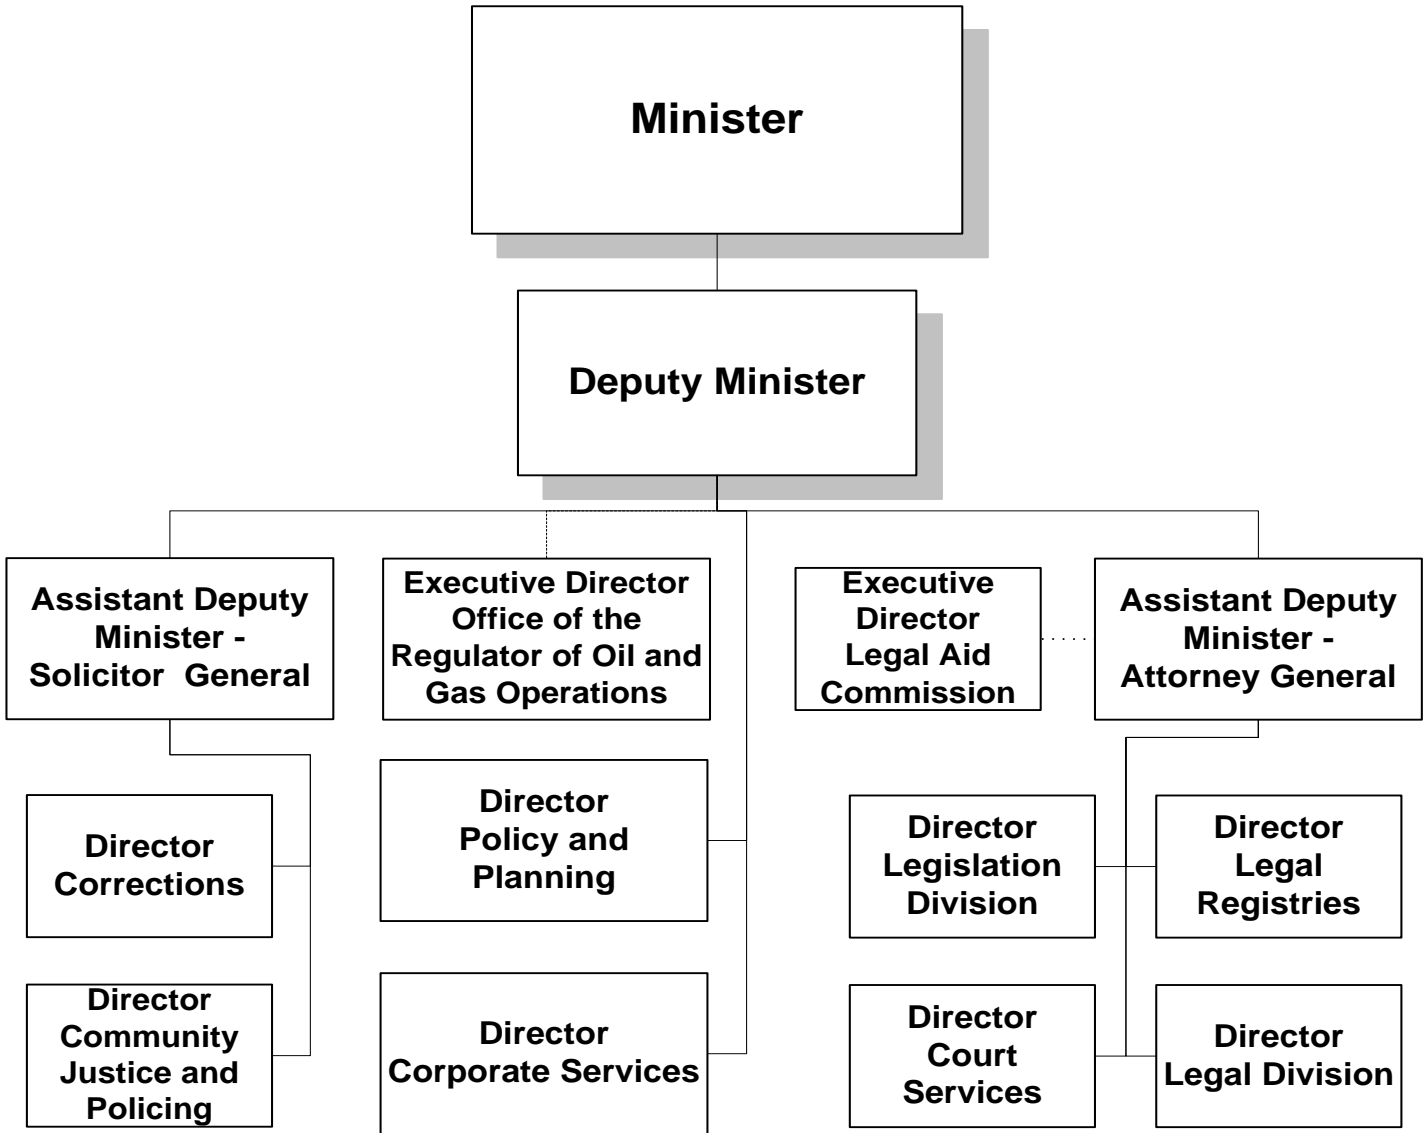 Minister
Deputy Minister
Assistant Deputy
Minister -
Solicitor General
Executive Director
Office of the
Regulator of Oil and
Gas Operations
Executive
Director
Legal Aid
Commission
Assistant Deputy
Minister -
Attorney General
Director
Corrections
Director
Policy and
Planning
Director
Legislation
Division
Director
Legal
Registries
Director
Community
Justice and
Policing
Director
Corporate Services
Director
Court
Services
Director
Legal Division